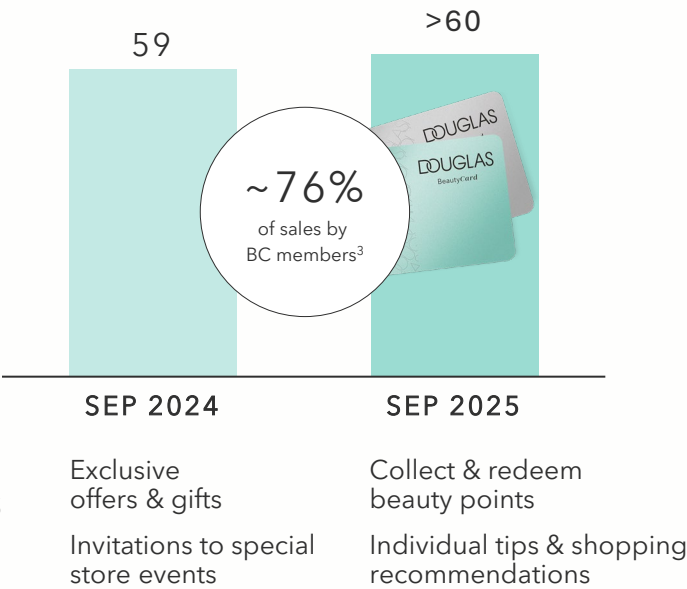 59
>60
DOUGLAS
DOUGLAS
BeautyCard
~76%
of sales by
BC members³
SEP 2024
SEP 2025
Exclusive
offers & gifts
Collect & redeem
beauty points
Invitations to special
store events
Individual tips & shopping
recommendations